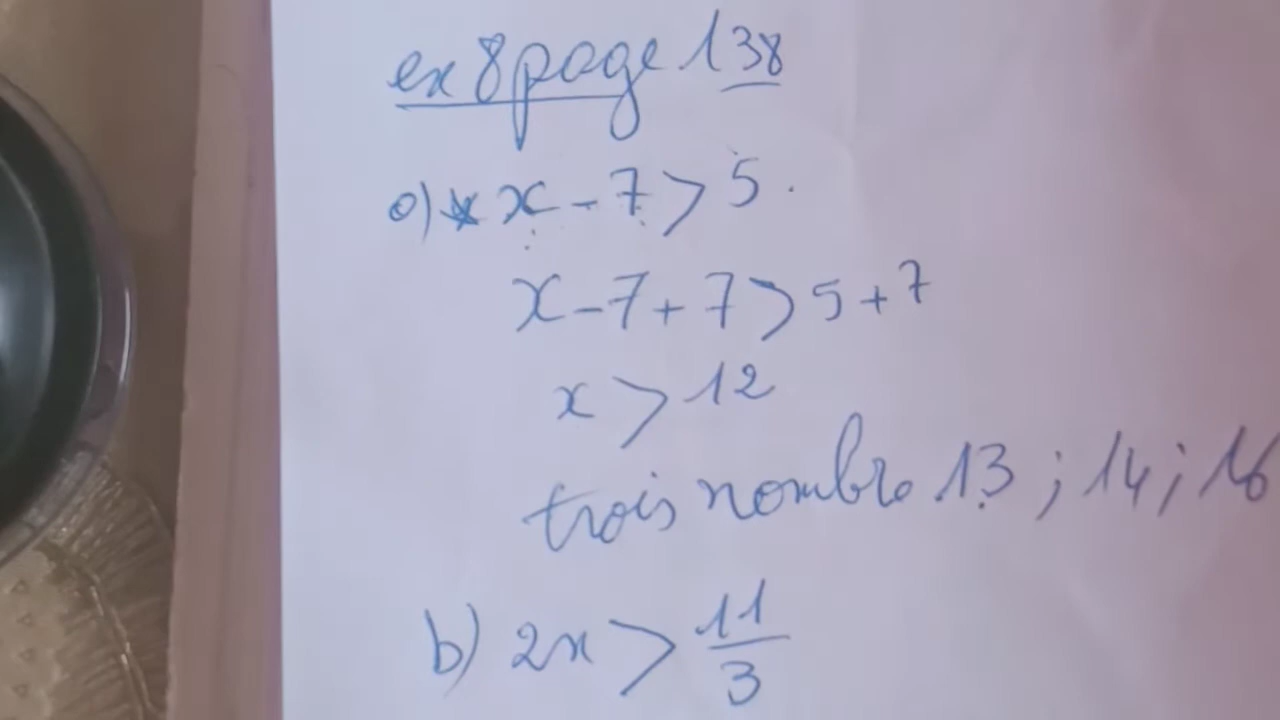 ex 8 page 138
a) x - 7 > 5.
x - 7 + 7 > 5 + 7
x > 12
trois nombre 13 ; 14 ; 16
b) 2x > 11/3